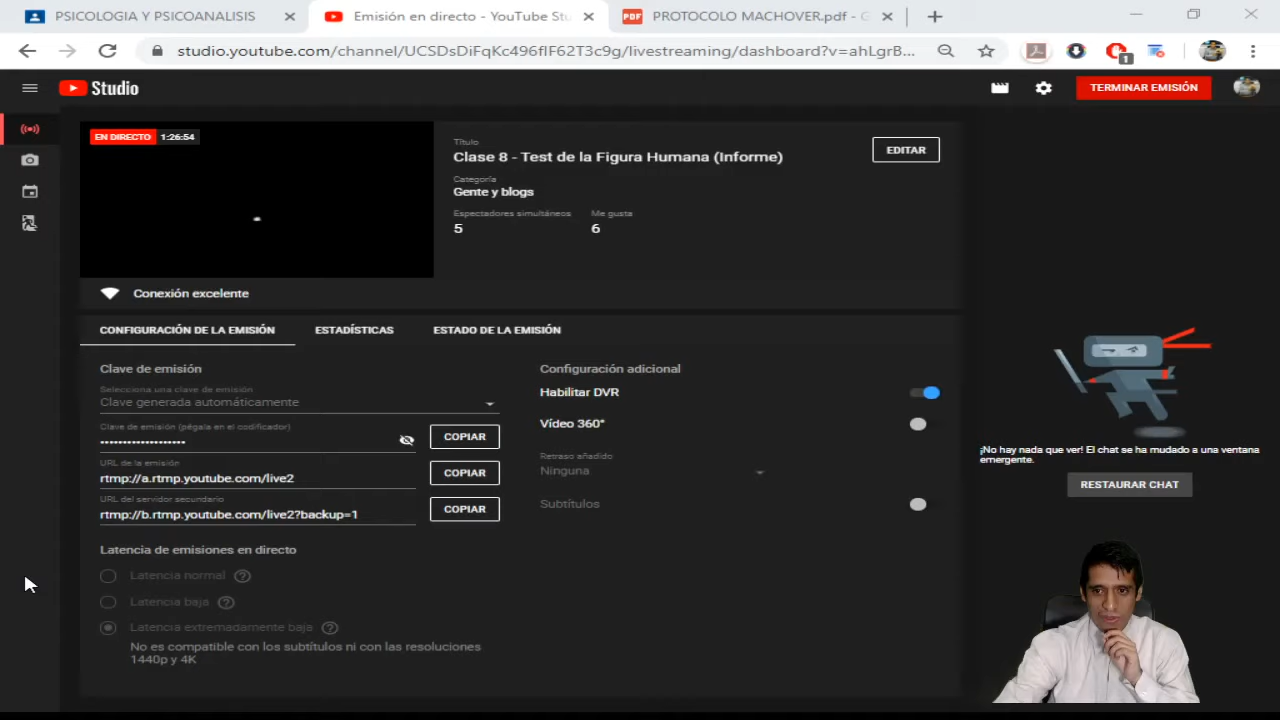 PSICOLOGIA Y PSICOANALISIS
Emisión en directo - YouTube Stu
PROTOCOLO MACHOVER.pdf - G
studio.youtube.com/channel/UCSDsDiFqKc496flF62T3c9g/livestreaming/dashboard?v=ahLgrB...
1
Studio
TERMINAR EMISIÓN
EN DIRECTO 1:26:54
Título
Clase 8 - Test de la Figura Humana (Informe)
EDITAR
Categoría
Gente y blogs
Espectadores simultáneos Me gusta
5 6
Conexión excelente
CONFIGURACIÓN DE LA EMISIÓN ESTADÍSTICAS ESTADO DE LA EMISIÓN
Clave de emisión
Selecciona una clave de emisión
Clave generada automáticamente
Clave de emisión (pégala en el codificador)
•••••••••••••••••••
COPIAR
URL de la emisión
rtmp://a.rtmp.youtube.com/live2
COPIAR
URL del servidor secundario
rtmp://b.rtmp.youtube.com/live2?backup=1
COPIAR
Latencia de emisiones en directo
Latencia normal
Latencia baja
Latencia extremadamente baja
No es compatible con los subtítulos ni con las resoluciones
1440p y 4K
Configuración adicional
Habilitar DVR
Vídeo 360°
Retraso añadido
Ninguna
Subtítulos
¡No hay nada que ver! El chat se ha mudado a una ventana
emergente.
RESTAURAR CHAT